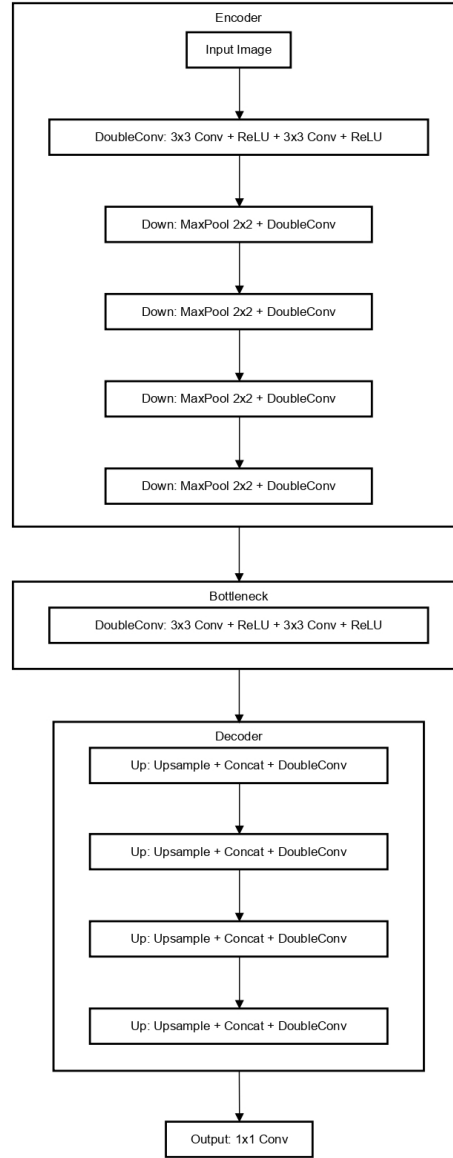 Encoder
Input Image
DoubleConv: 3x3 Conv + ReLU + 3x3 Conv + ReLU
Down: MaxPool 2x2 + DoubleConv
Down: MaxPool 2x2 + DoubleConv
Down: MaxPool 2x2 + DoubleConv
Down: MaxPool 2x2 + DoubleConv
Bottleneck
DoubleConv: 3x3 Conv + ReLU + 3x3 Conv + ReLU
Decoder
Up: Upsample + Concat + DoubleConv
Up: Upsample + Concat + DoubleConv
Up: Upsample + Concat + DoubleConv
Up: Upsample + Concat + DoubleConv
Output: 1x1 Conv